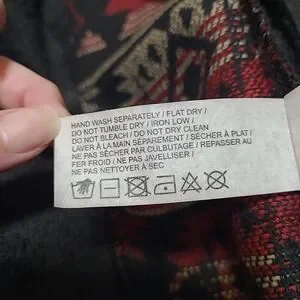 HAND WASH SEPARATELY / FLAT DRY /
DO NOT TUMBLE DRY / IRON LOW /
DO NOT BLEACH / DO NOT DRY CLEAN
LAVER À LA MAIN SÉPARÉMENT / SÉCHER À PLAT /
NE PAS SÉCHER PAR CULBUTAGE / REPASSER AU
FER FROID / NE PAS JAVELLISER /
NE PAS NETTOYER À SEC